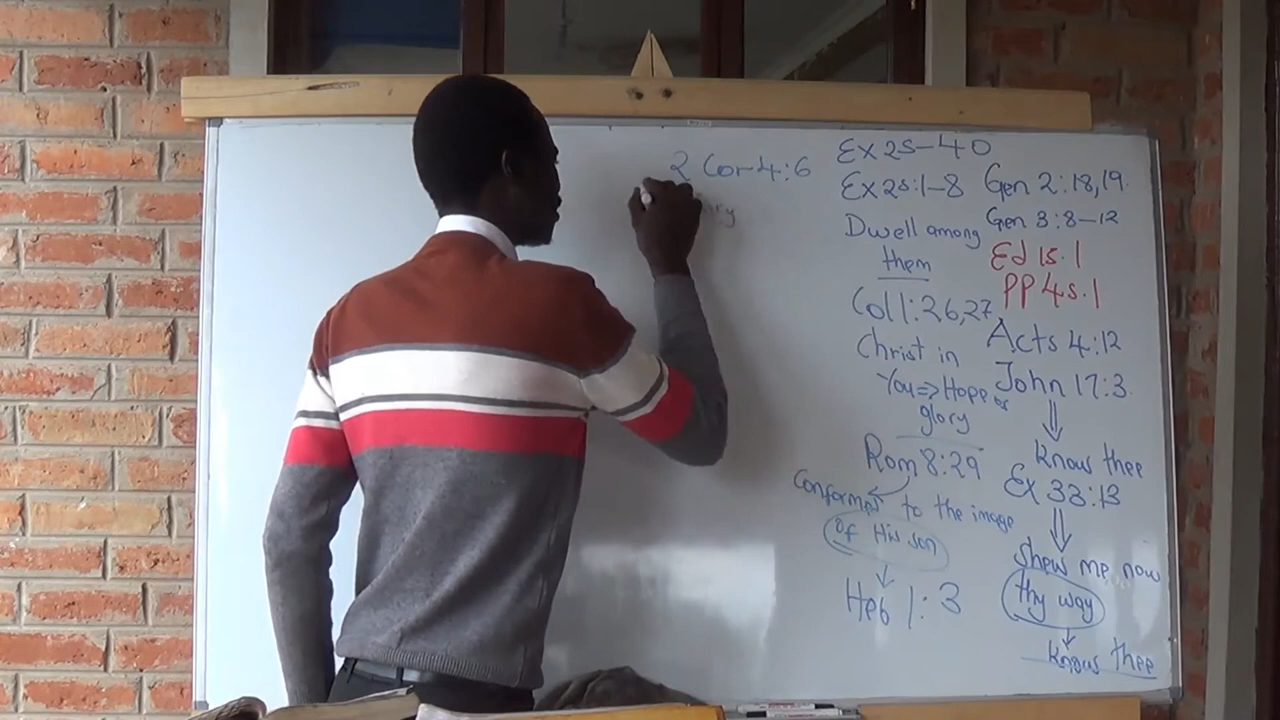 2 Cor 4:6
Ex 25-40
Ex 25:1-8
Dwell among
them
Col 1:26,27
Christ in
You => Hope of
glory
Rom 8:29
to the image
of His son
Heb 1:3
Gen 2:18,19
Gen 3:8-12
Ed 15.1
PP 45.1
Acts 4:12
John 17:3
know thee
Ex 33:13
Shew me now
thy way
know thee